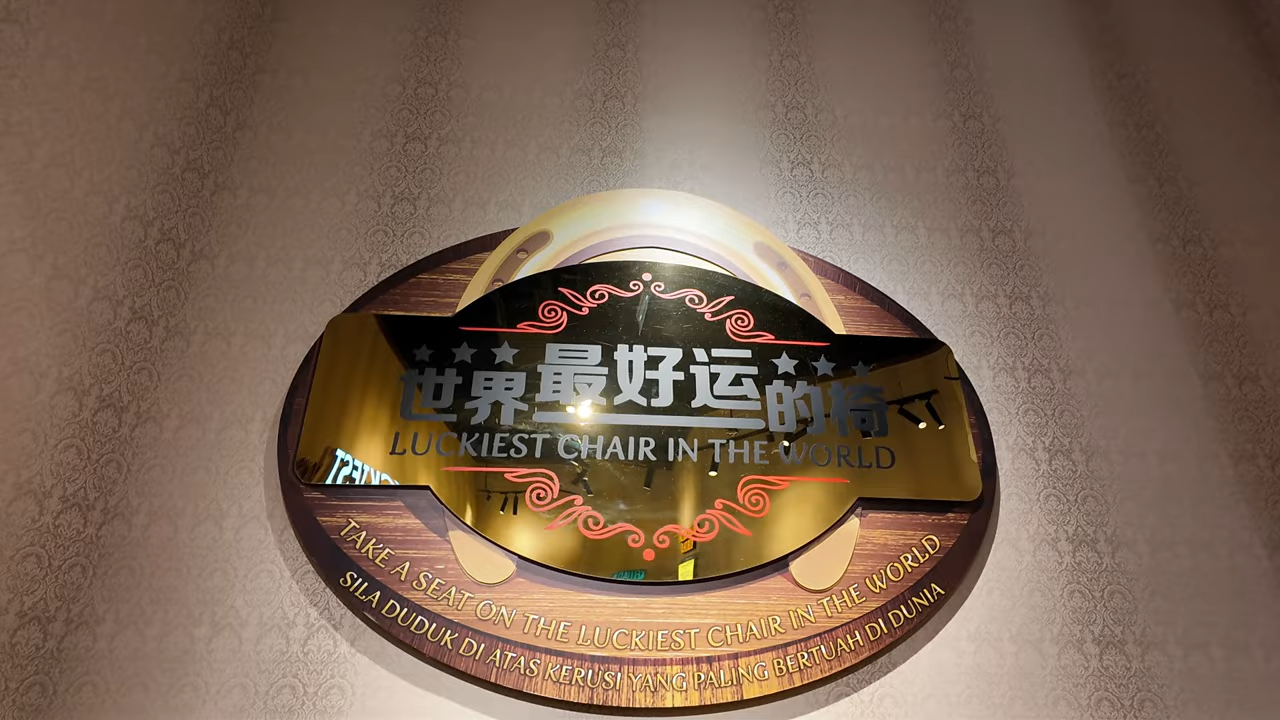 世界最好运的椅
LUCKIEST CHAIR IN THE WORLD
TAKE A SEAT ON THE LUCKIEST CHAIR IN THE WORLD
SILA DUDUK DI ATAS KERUSI YANG PALING BERTUAH DI DUNIA